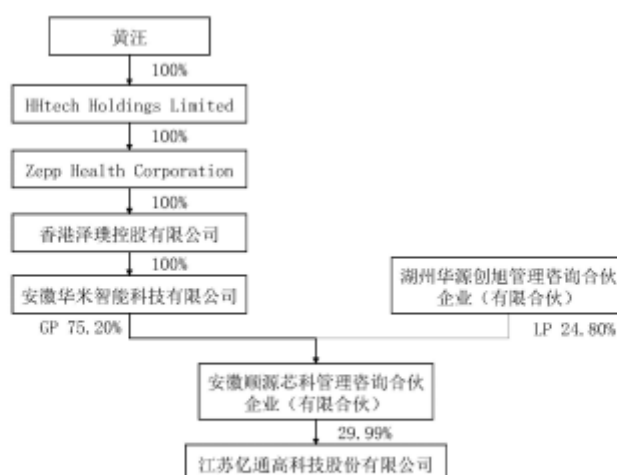 黄汪
100%
HHtech Holdings Limited
100%
Zepp Health Corporation
100%
香港泽璞控股有限公司
100%
安徽华米智能科技有限公司
湖州华源创旭管理咨询合伙
企业（有限合伙）
GP 75.20%
LP 24.80%
安徽顺源芯科管理咨询合伙
企业（有限合伙）
29.99%
江苏亿通高科技股份有限公司